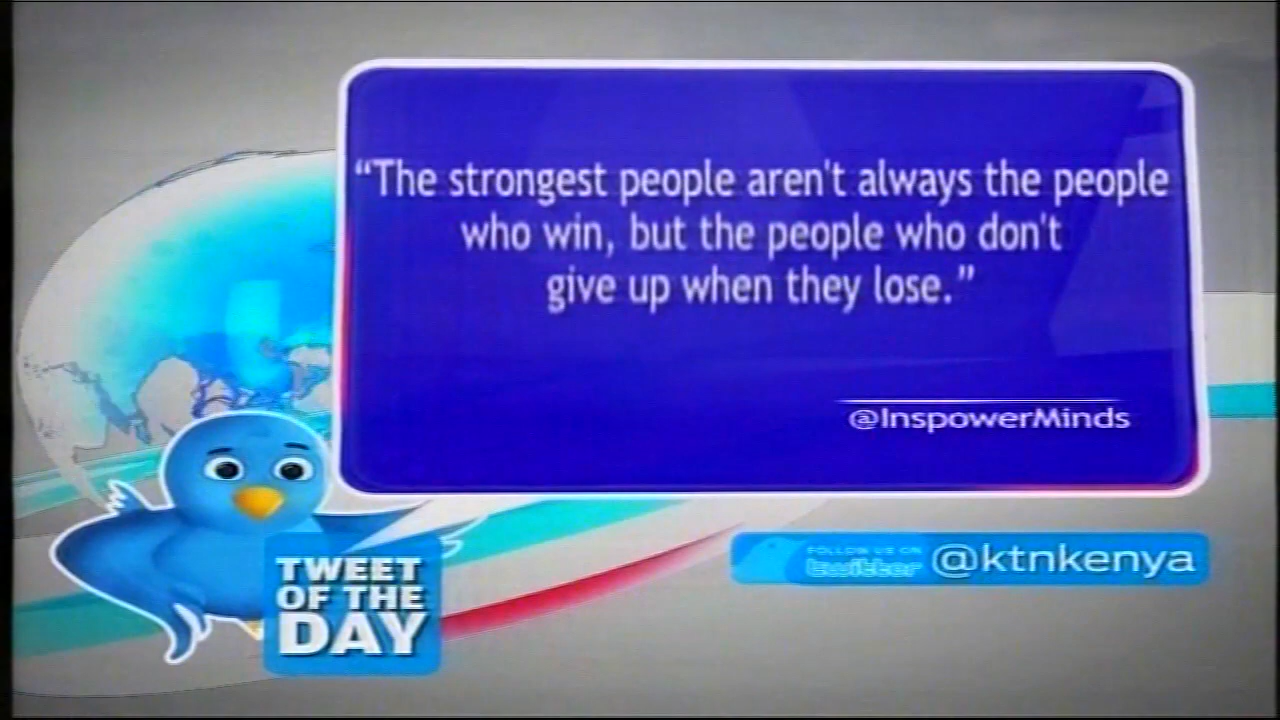 “The strongest people aren't always the people
who win, but the people who don't
give up when they lose.”
@InspowerMinds
FOLLOW US ON
twitter
@ktnkenya
TWEET
OF THE
DAY